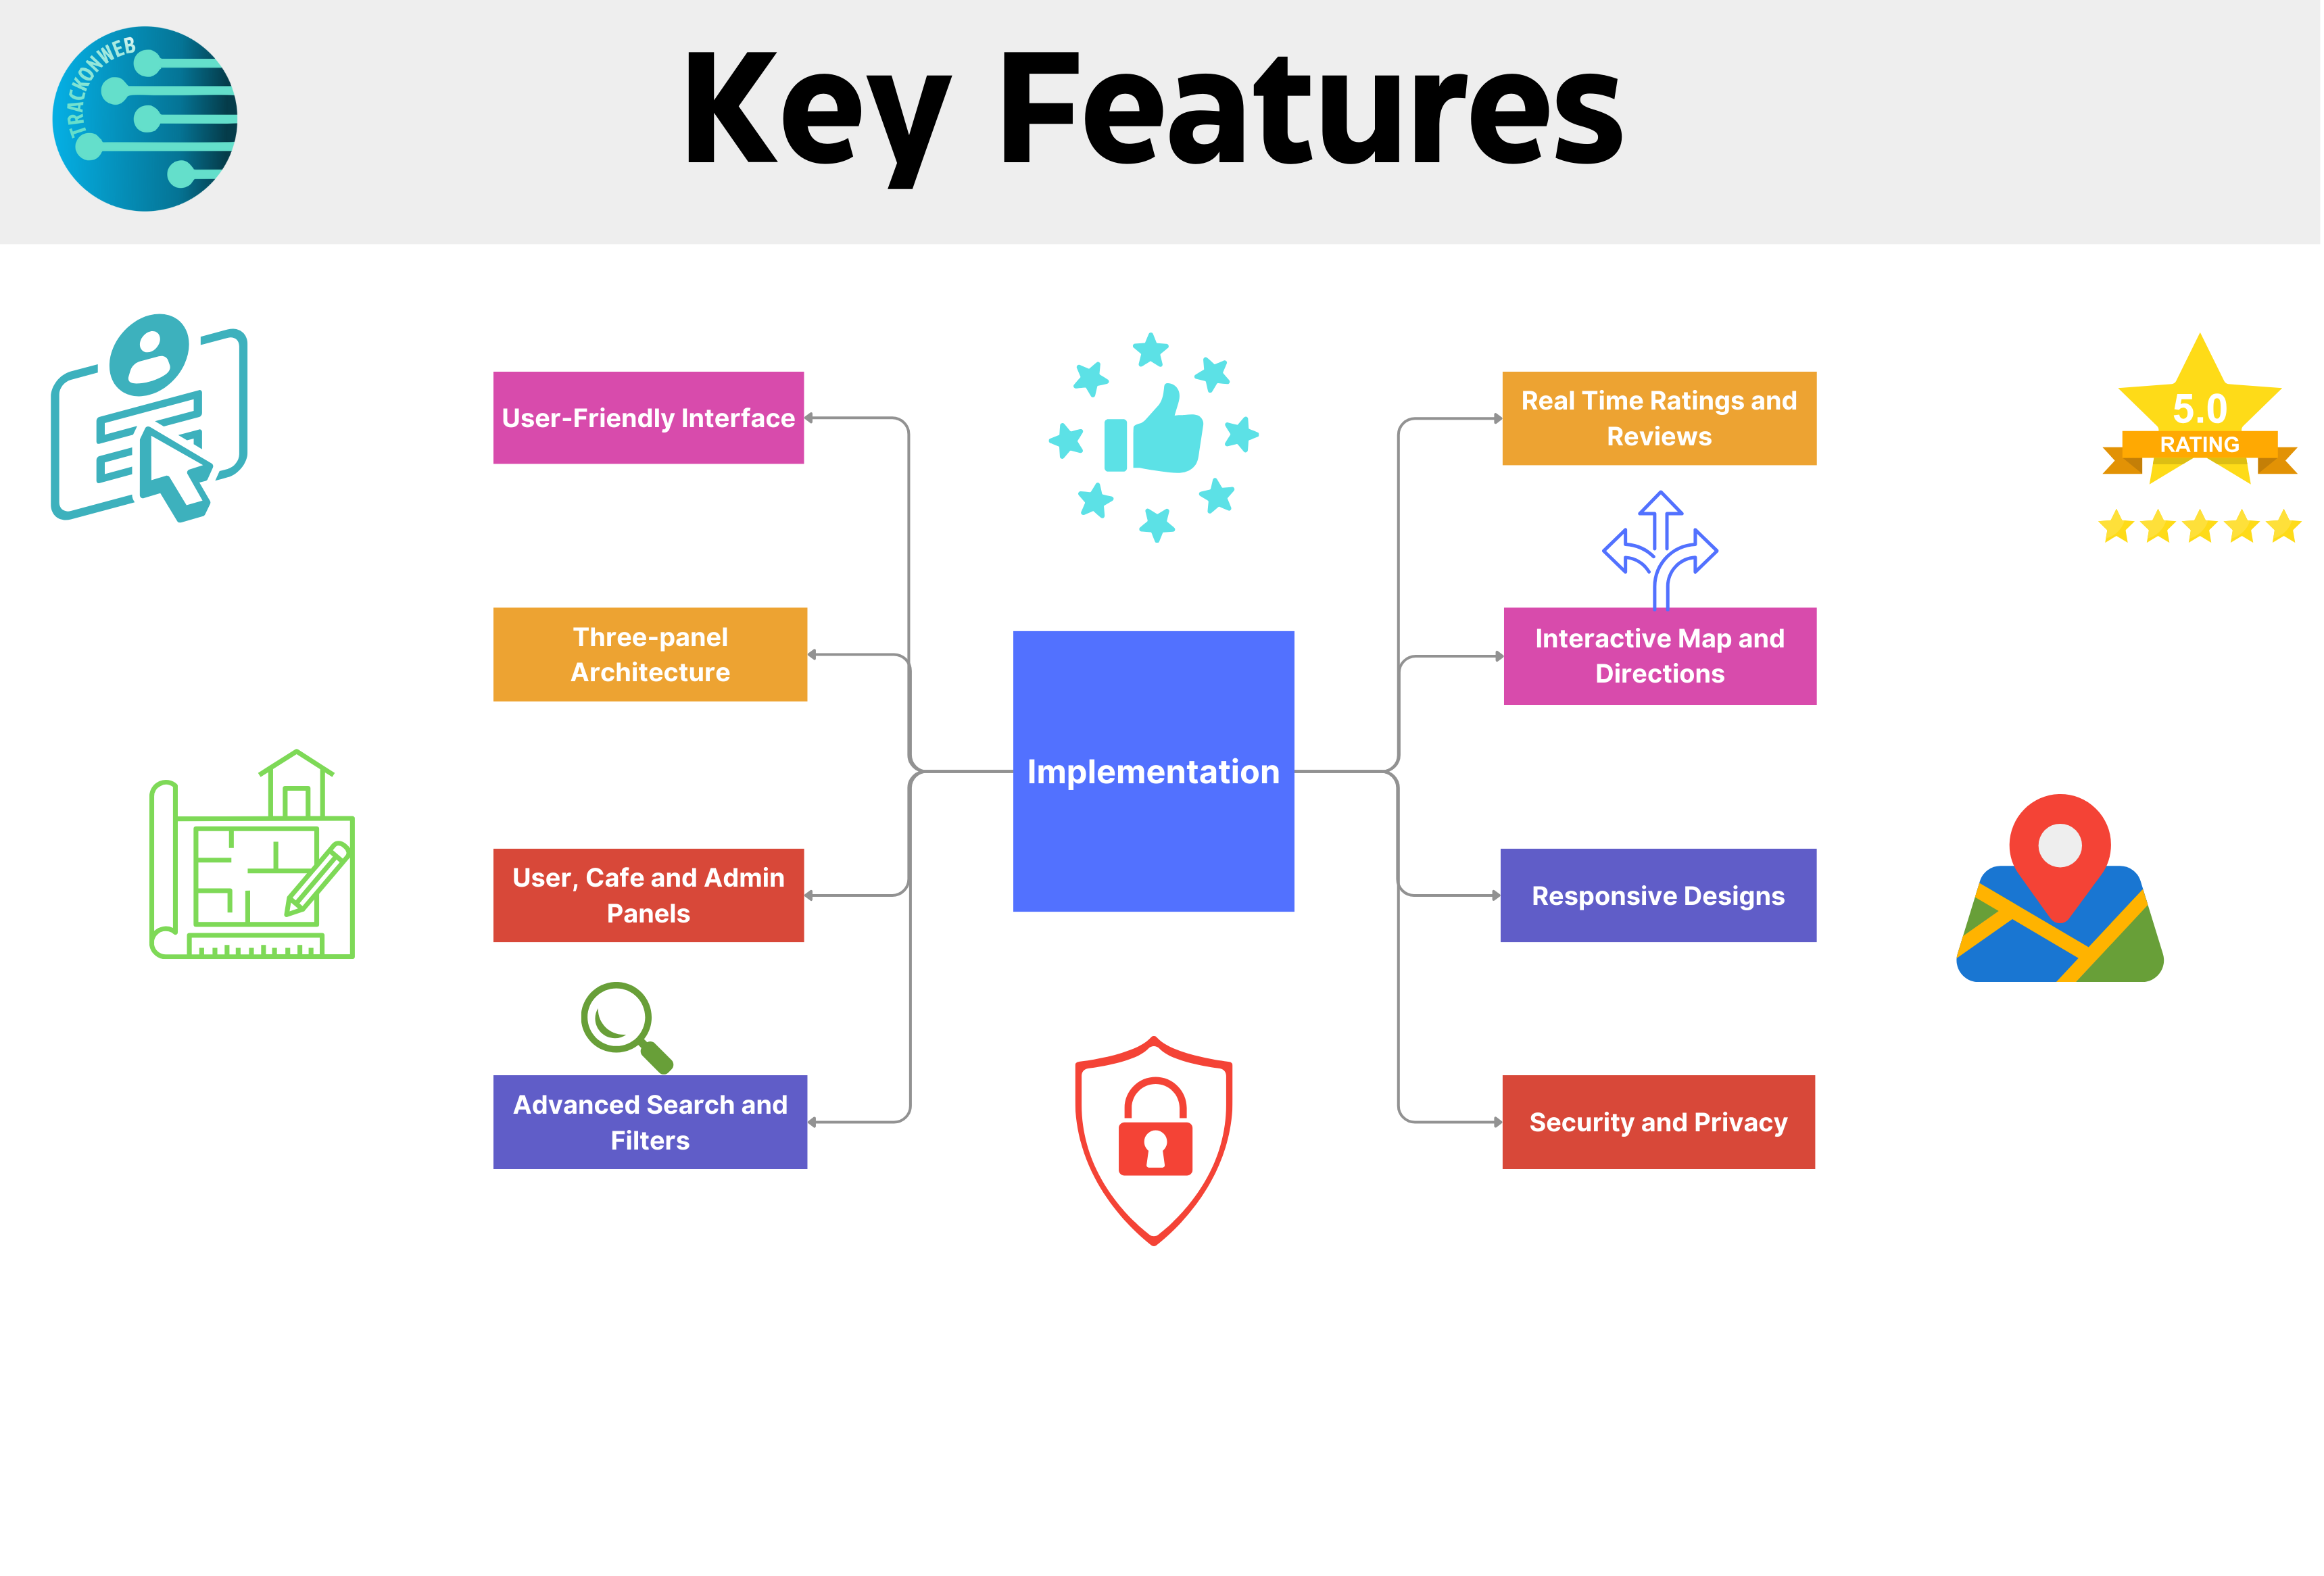 TRACKONWEB
Key Features
User-Friendly Interface
Three-panel
Architecture
User, Cafe and Admin
Panels
Advanced Search and
Filters
Implementation
Real Time Ratings and
Reviews
Interactive Map and
Directions
Responsive Designs
Security and Privacy
5.0
RATING